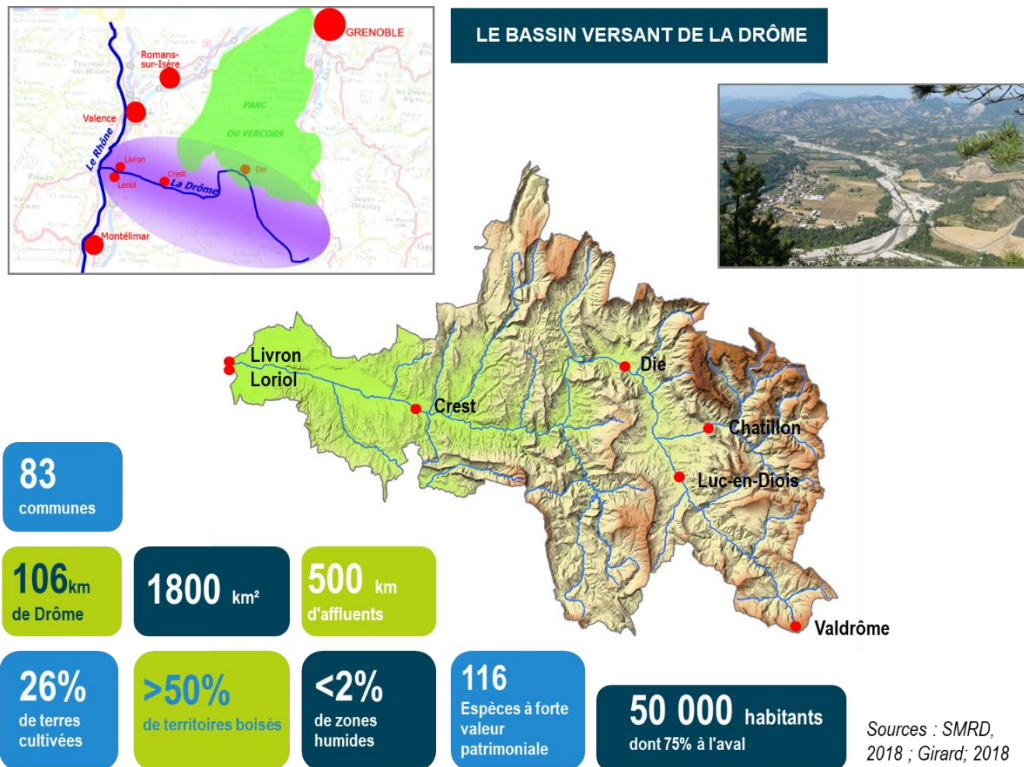 LE BASSIN VERSANT DE LA DRÔME
GRENOBLE
Romans-
sur-Isère
PARC
DU VERCORS
Valence
Le Rhône
Livron
Loriol
Crest
La Drôme
Die
Montélimar
Livron
Loriol
Crest
Die
Chatillon
Luc-en-Diois
Valdrôme
83
communes
106km
de Drôme
1800 km²
500 km
d'affluents
26%
de terres
cultivées
>50%
de territoires boisés
<2%
de zones
humides
116
Espèces à forte
valeur
patrimoniale
50 000 habitants
dont 75% à l'aval
Sources : SMRD,
2018 ; Girard; 2018